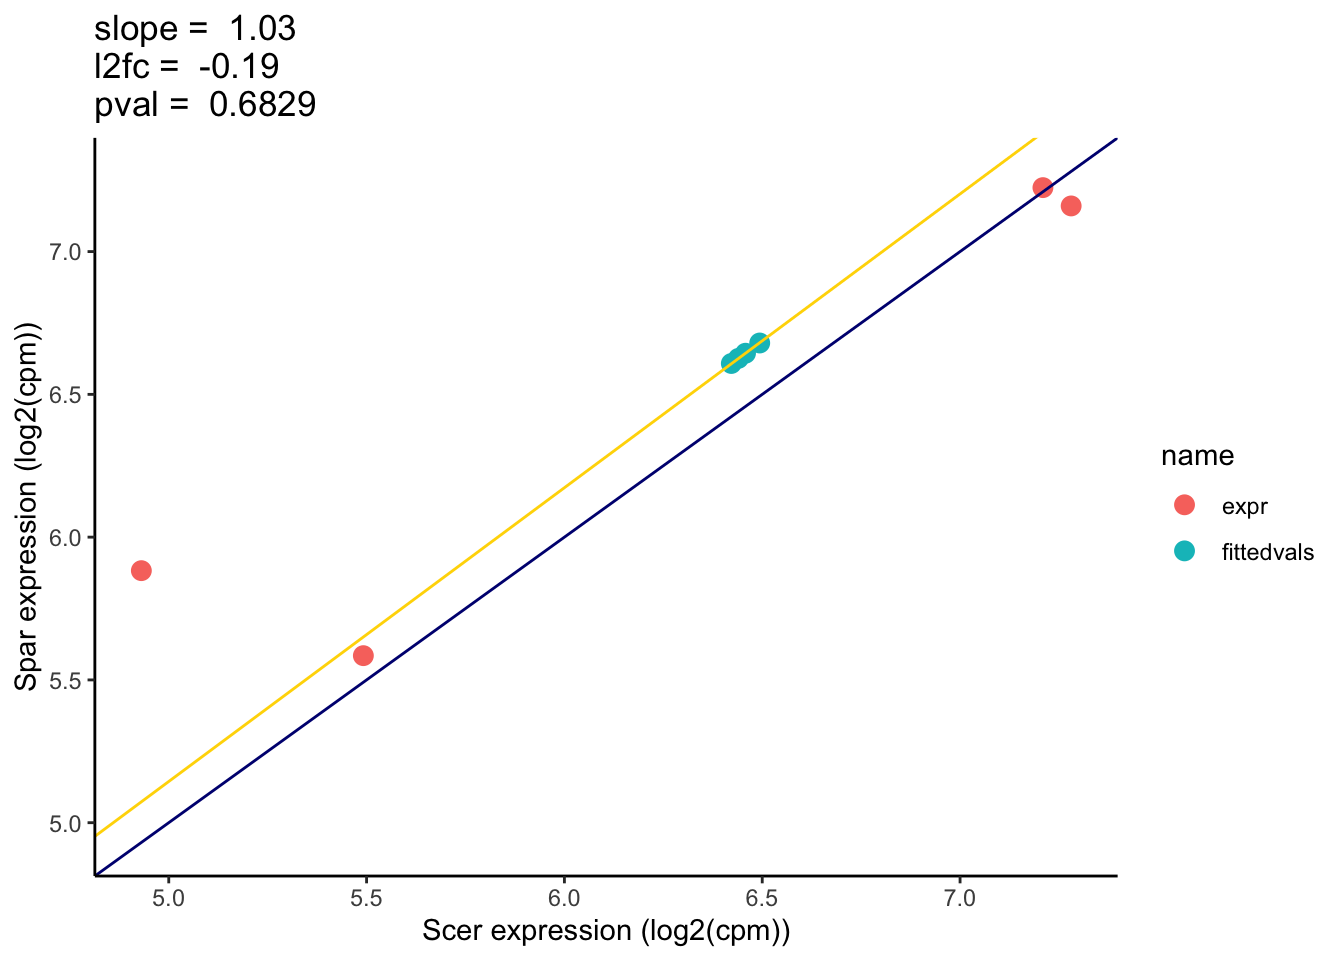 slope =  1.03
l2fc =  -0.19
pval =  0.6829
Spar expression (log2(cpm))
7.0
6.5
6.0
5.5
5.0
5.0 5.5 6.0 6.5 7.0
Scer expression (log2(cpm))
name
expr
fittedvals